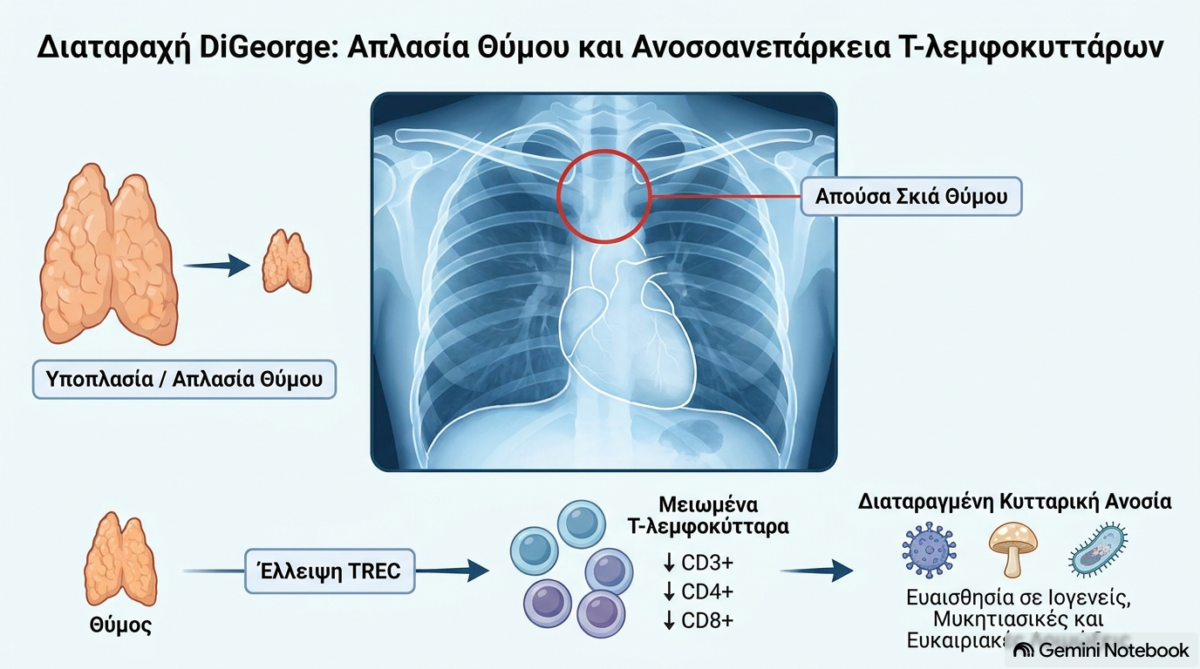 Διαταραχή DiGeorge: Απλασία Θύμου και Ανοσοανεπάρκεια Τ-λεμφοκυττάρων
Απούσα Σκιά Θύμου
Υποπλασία / Απλασία Θύμου
Θύμος
Έλλειψη TREC
Μειωμένα
Τ-λεμφοκύτταρα
↓ CD3+
↓ CD4+
↓ CD8+
Διαταραγμένη Κυτταρική Ανοσία
Ευαισθησία σε Ιογενείς,
Μυκητιασικές και
Gemini Notebook